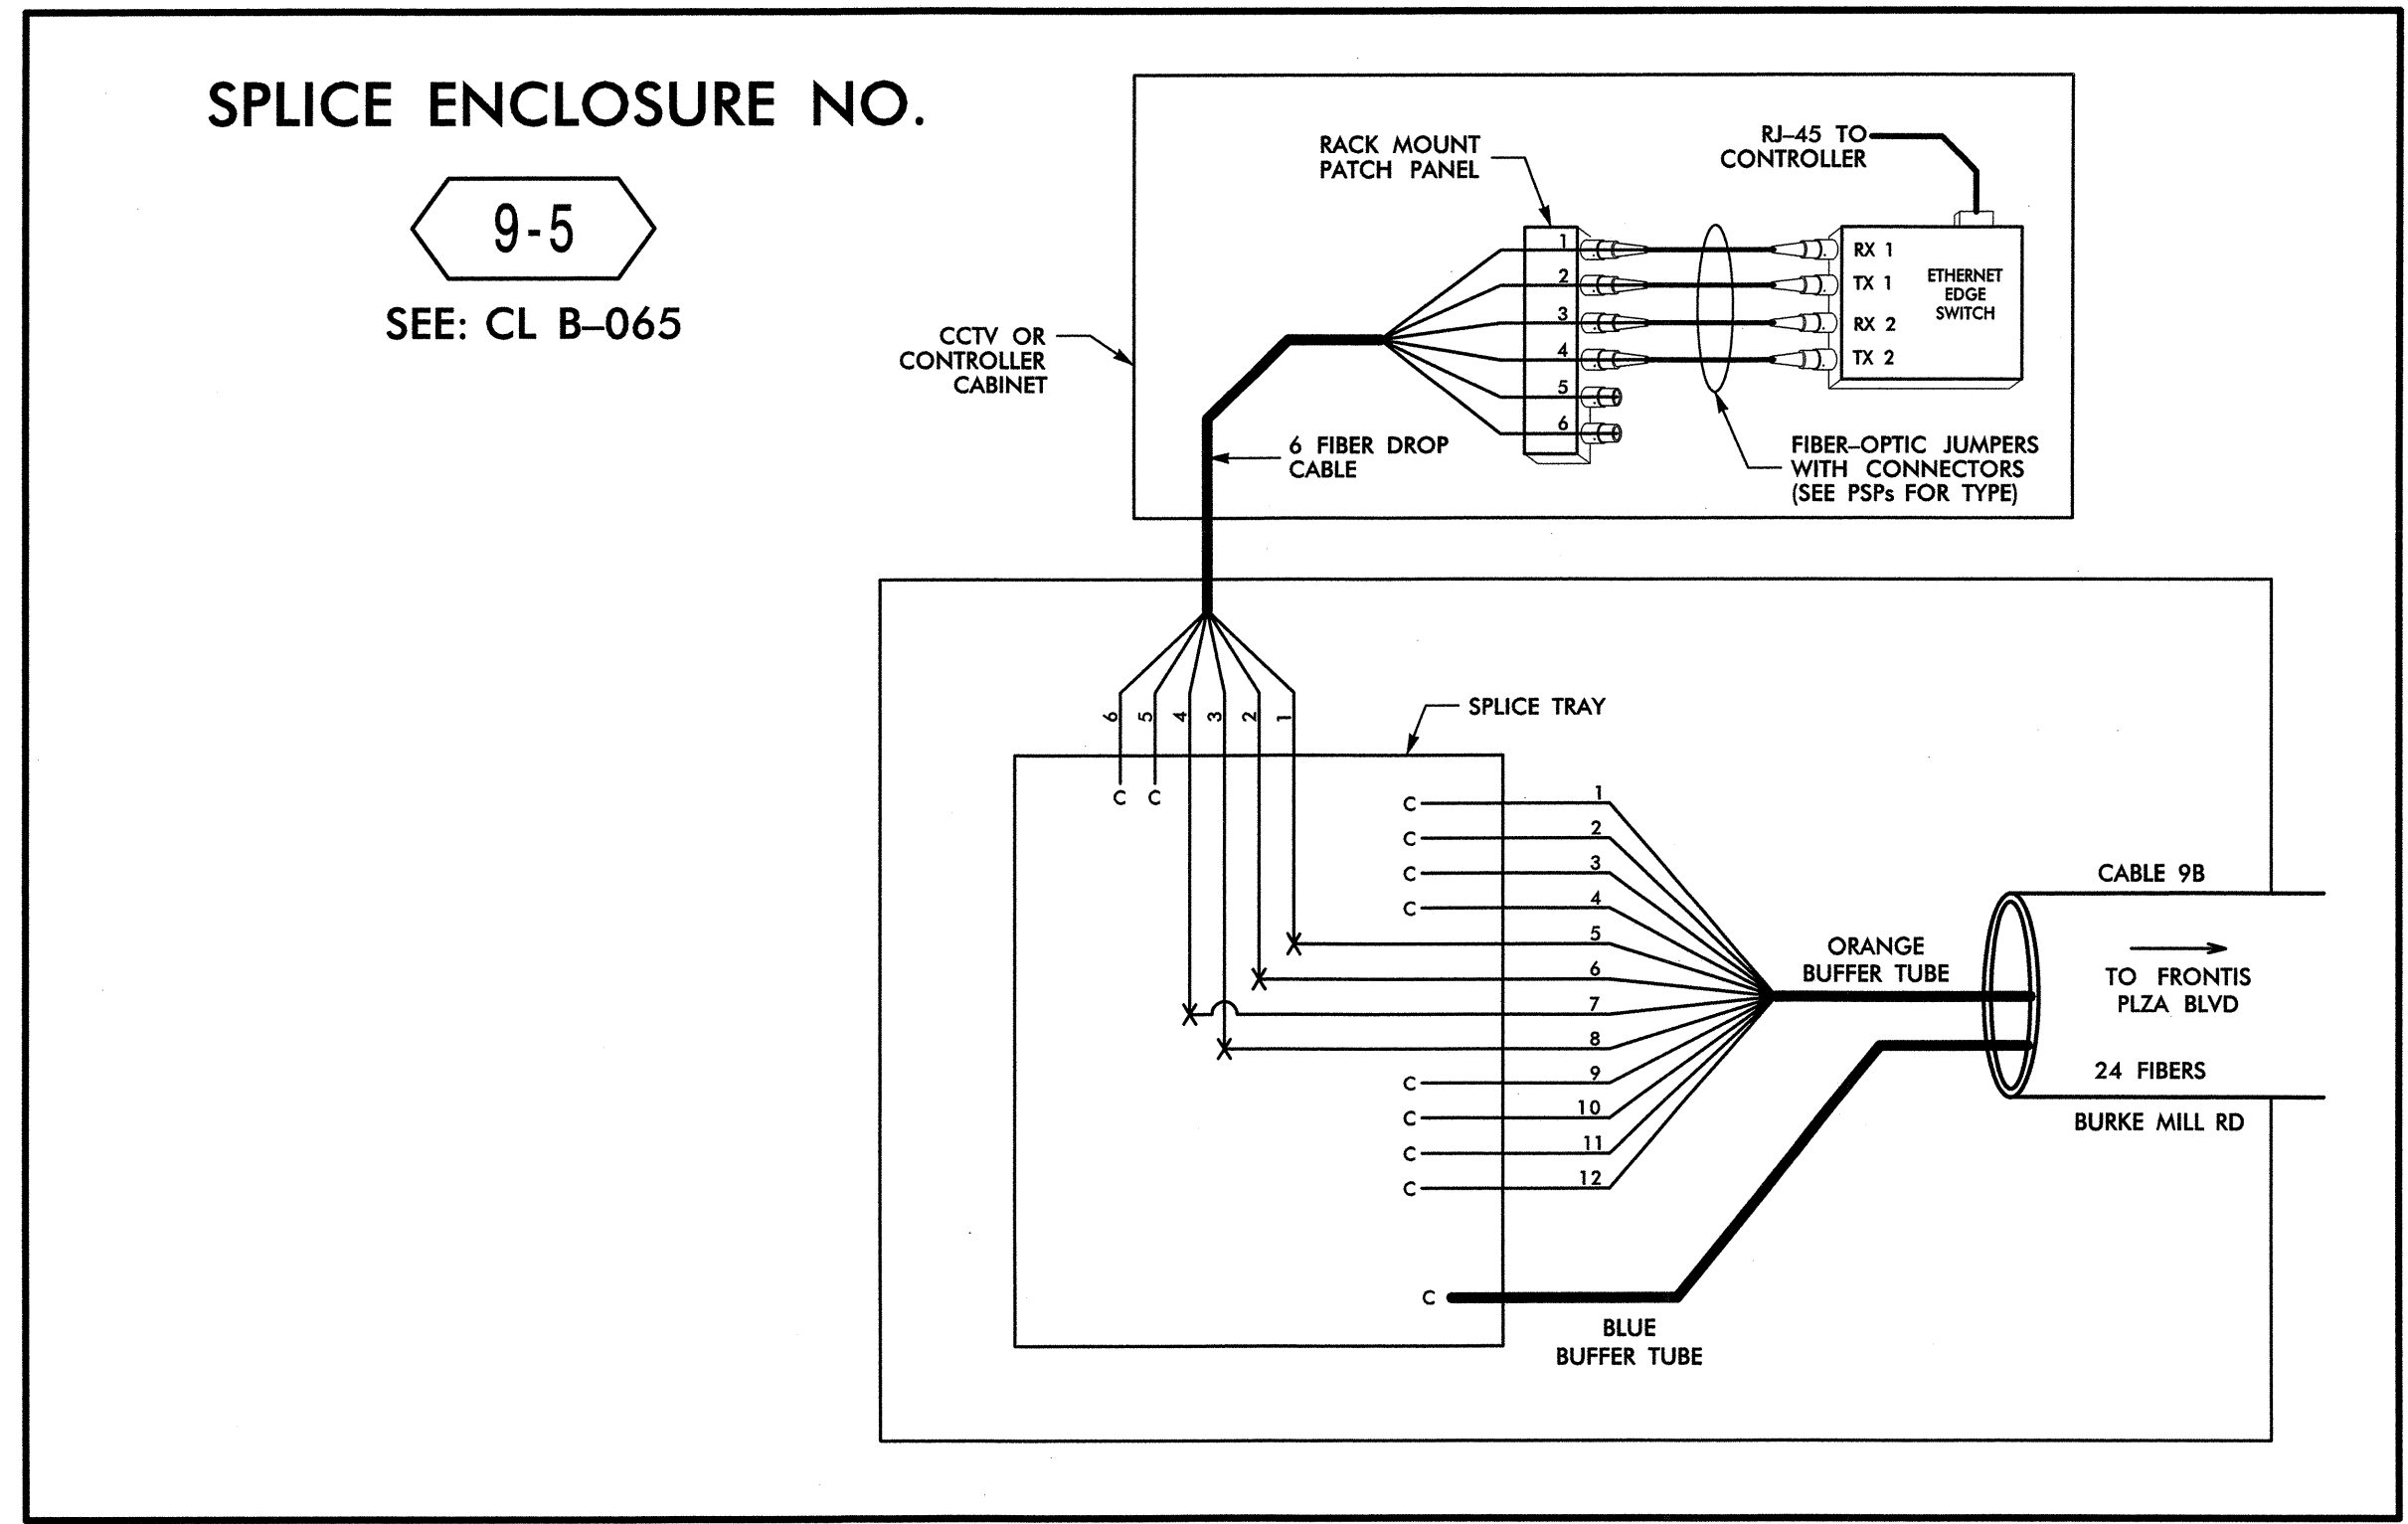 SPLICE ENCLOSURE NO.
9-5
SEE: CL B–065
RACK MOUNT
PATCH PANEL
RJ–45 TO
CONTROLLER
CCTV OR
CONTROLLER
CABINET
1
2
3
4
5
6
RX 1
TX 1
RX 2
TX 2
ETHERNET
EDGE
SWITCH
6 FIBER DROP
CABLE
FIBER–OPTIC JUMPERS
WITH CONNECTORS
(SEE PSPs FOR TYPE)
6 5 4 3 2 1
SPLICE TRAY
C C
C 1
C 2
C 3
C 4
5
6
7
8
C 9
C 10
C 11
C 12
ORANGE
BUFFER TUBE
CABLE 9B
TO FRONTIS
PLZA BLVD
24 FIBERS
BURKE MILL RD
C
BLUE
BUFFER TUBE